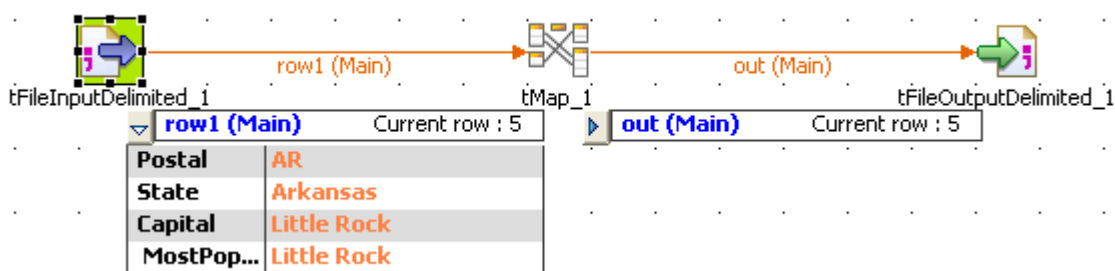 row1 (Main)
out (Main)
tFileInputDelimited_1
tMap_1
tFileOutputDelimited_1
row1 (Main) Current row : 5
out (Main) Current row : 5
Postal AR
State Arkansas
Capital Little Rock
MostPop... Little Rock